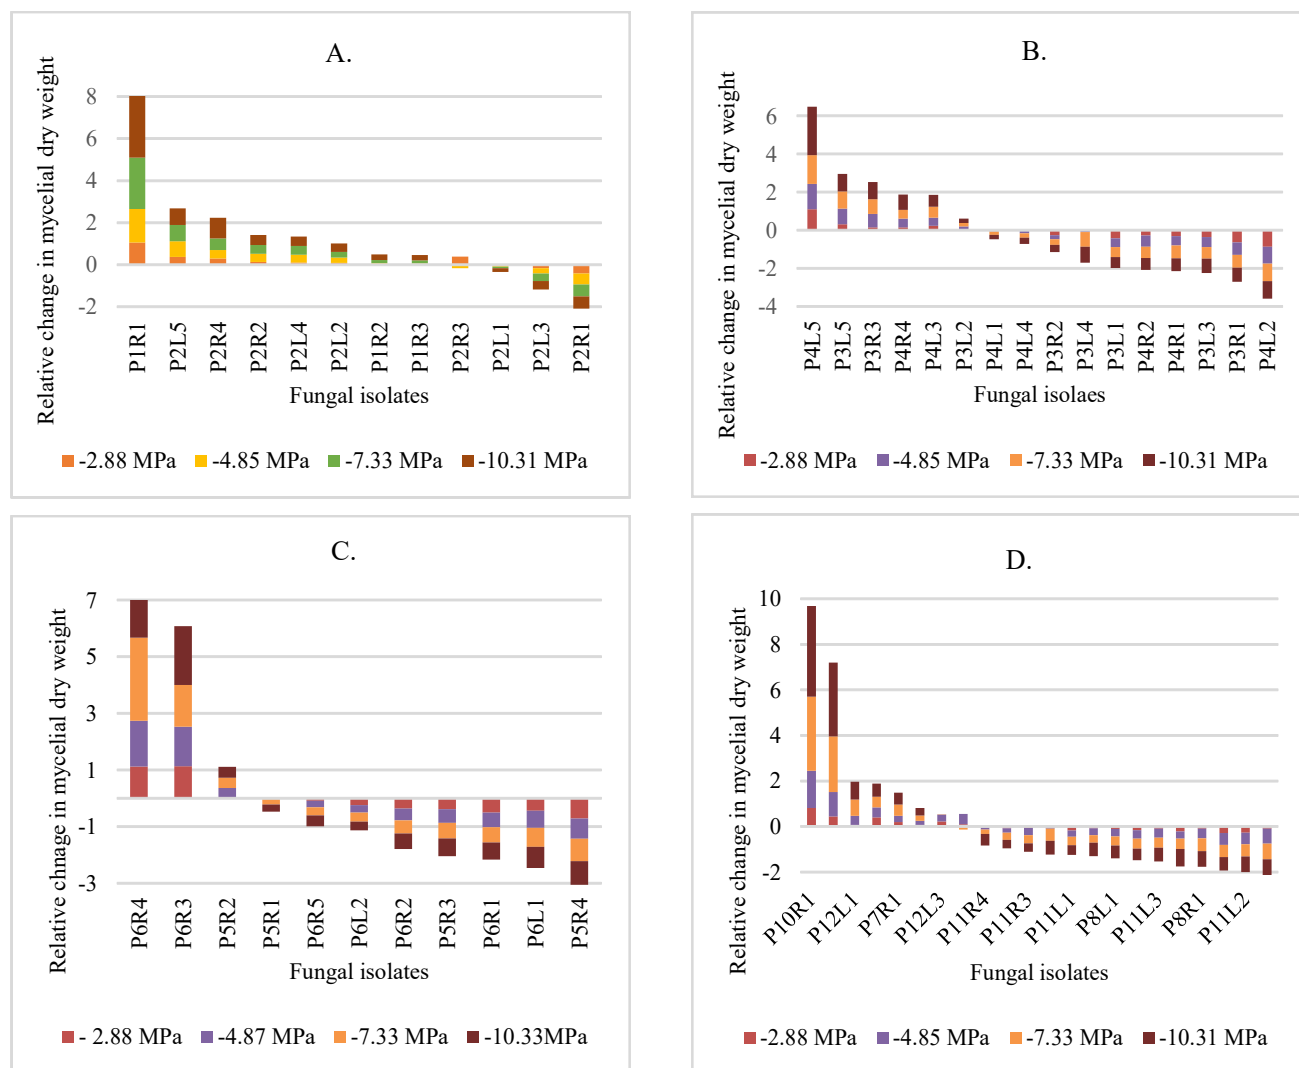 A.
Relative change in mycelial dry weight
8
6
4
2
0
-2
P1R1
P2L5
P2R4
P2R2
P2L4
P2L2
P1R2
P1R3
P2R3
P2L1
P2L3
P2R1
Fungal isolates
-2.88 MPa -4.85 MPa -7.33 MPa -10.31 MPa
B.
Relative change in mycelial dry weight
6
4
2
0
-2
-4
P4L5
P3L5
P3R3
P4R4
P4L3
P3L2
P4L1
P4L4
P3R2
P3L4
P3L1
P4R2
P4R1
P3L3
P3R1
P4L2
Fungal isolaes
-2.88 MPa -4.85 MPa -7.33 MPa -10.31 MPa
C.
Relative chnage in mycelial dry weight
7
5
3
1
-1
-3
P6R4
P6R3
P5R2
P5R1
P6R5
P6L2
P6R2
P5R3
P6R1
P6L1
P5R4
Fungal isolates
- 2.88 MPa -4.87 MPa -7.33 MPa -10.33MPa
D.
Relative change in mycelial dry weight
10
8
6
4
2
0
-2
P10R1
P12L1
P7R1
P12L3
P11R4
P11R3
P11L1
P8L1
P11L3
P8R1
P11L2
Fungal isolates
-2.88 MPa -4.85 MPa -7.33 MPa -10.31 MPa